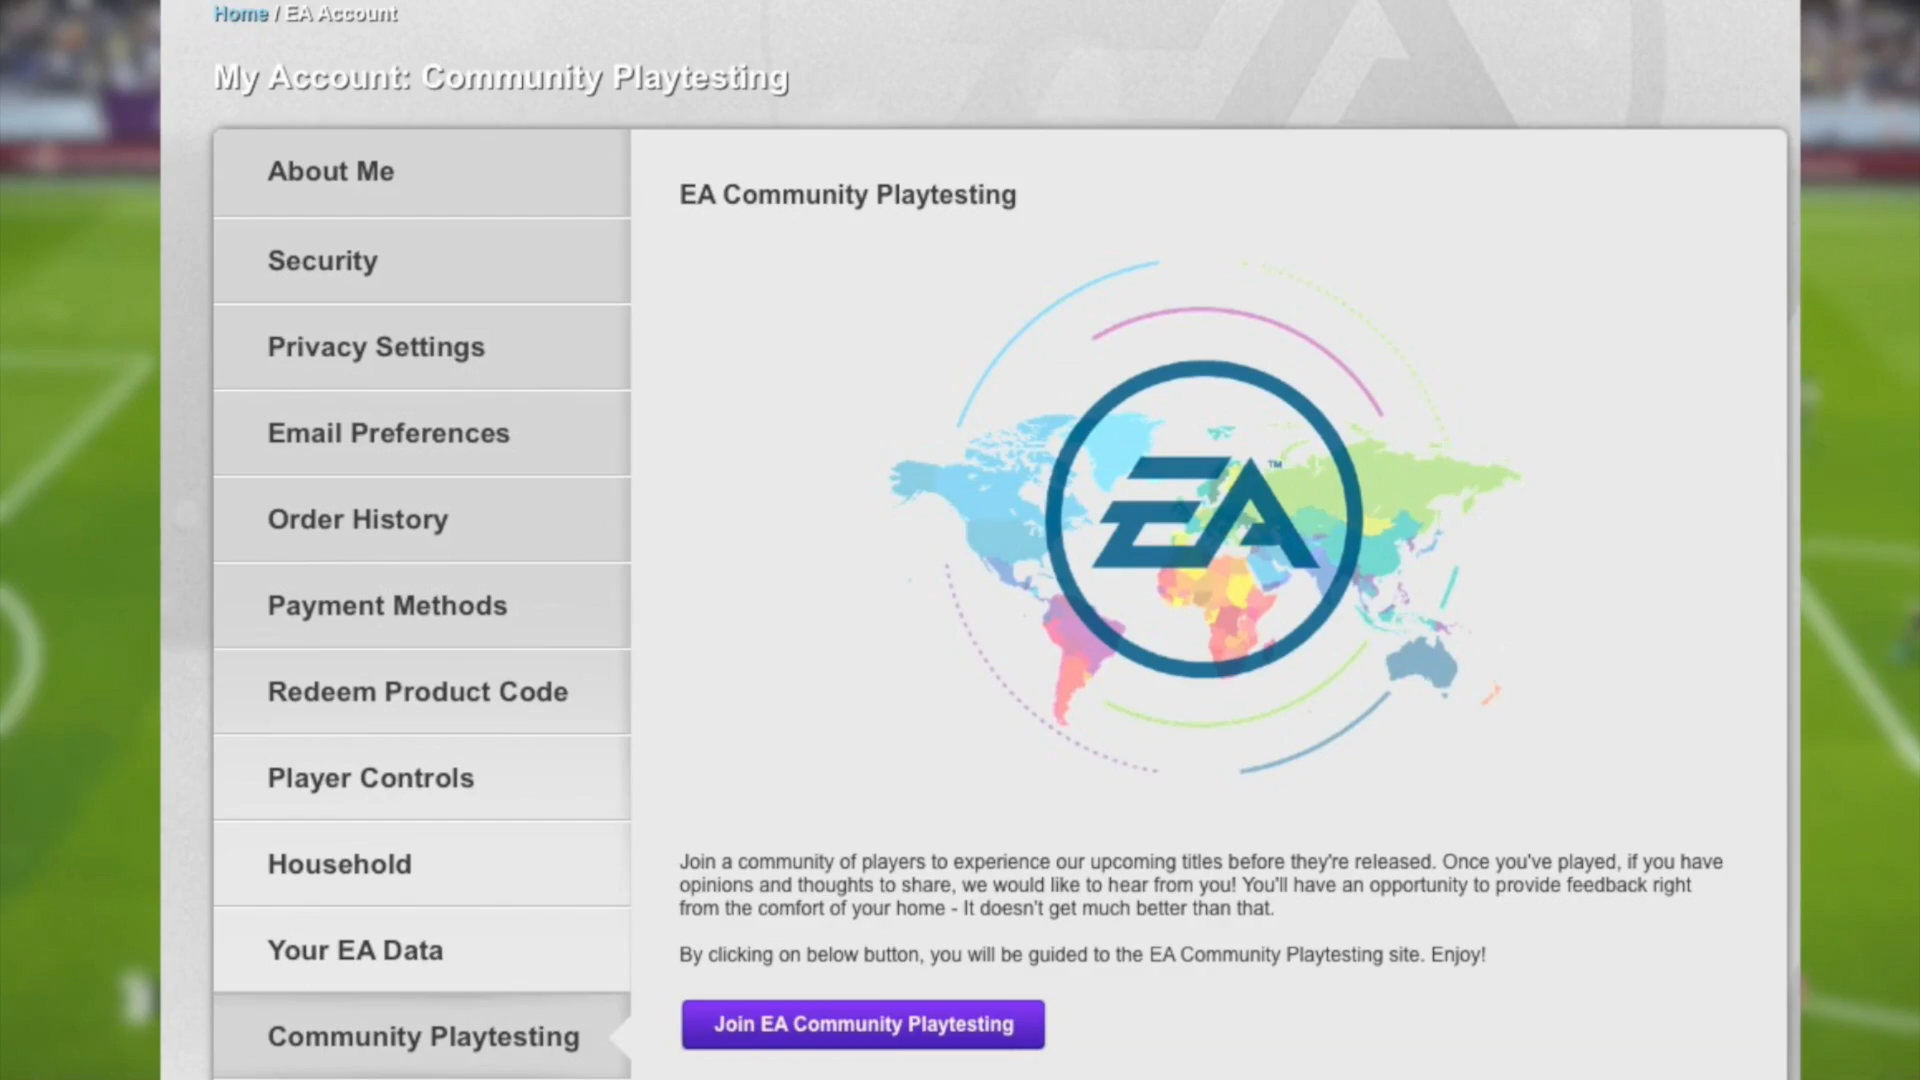 Home / EA Account
My Account: Community Playtesting
About Me
Security
Privacy Settings
Email Preferences
Order History
Payment Methods
Redeem Product Code
Player Controls
Household
Your EA Data
Community Playtesting
EA Community Playtesting
EA™
Join a community of players to experience our upcoming titles before they're released. Once you've played, if you have
opinions and thoughts to share, we would like to hear from you! You'll have an opportunity to provide feedback right
from the comfort of your home - It doesn't get much better than that.
By clicking on below button, you will be guided to the EA Community Playtesting site. Enjoy!
Join EA Community Playtesting